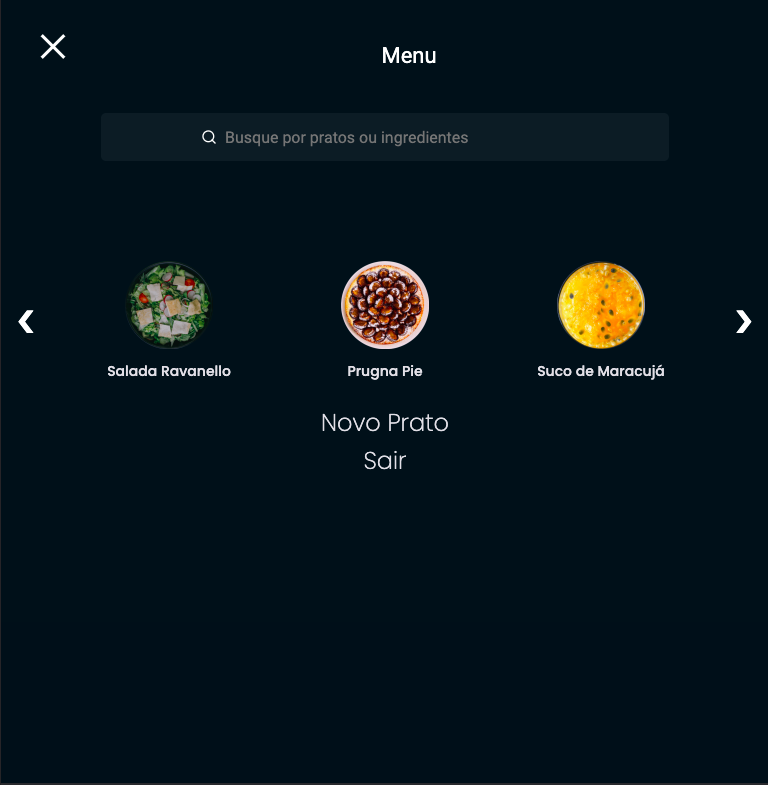 Menu
Busque por pratos ou ingredientes
Salada Ravanello
Prugna Pie
Suco de Maracujá
Novo Prato
Sair